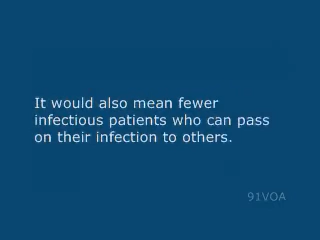 It would also mean fewer
infectious patients who can pass
on their infection to others.
91VOA